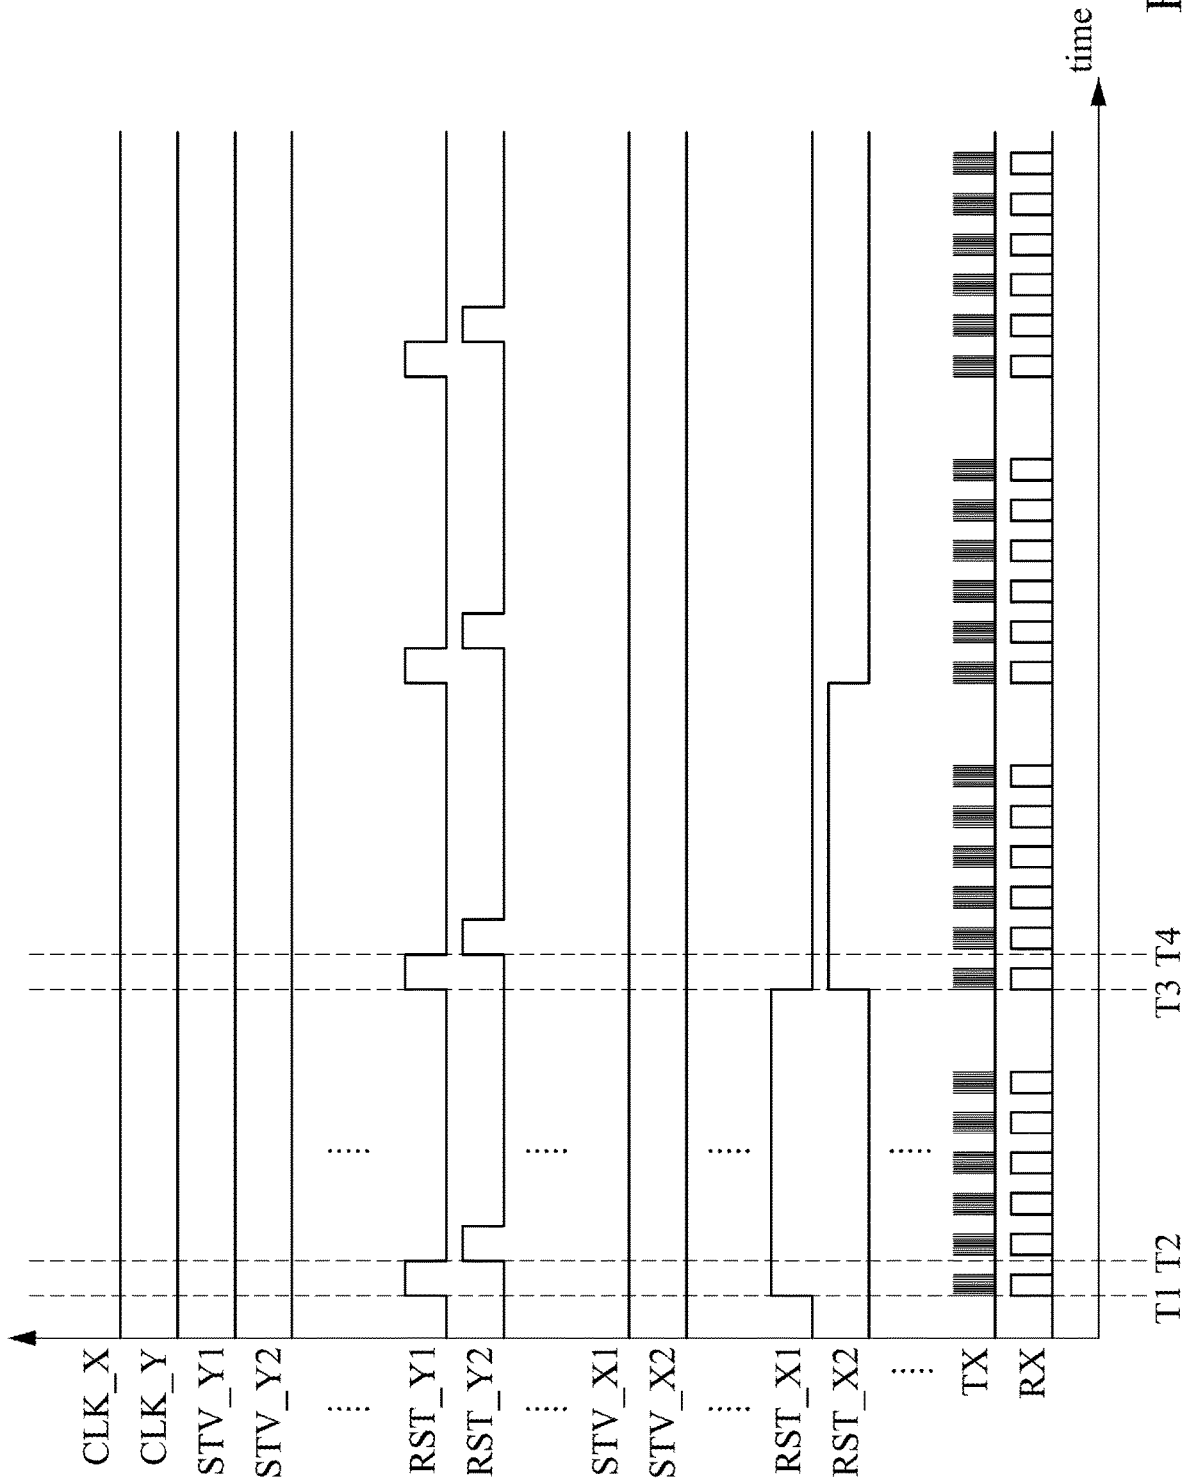 CLK_X
CLK_Y
STV_Y1
STV_Y2
......
......
RST_Y1
RST_Y2
......
......
STV_X1
STV_X2
......
......
RST_X1
RST_X2
......
......
TX
RX
T1 T2 T3 T4
time